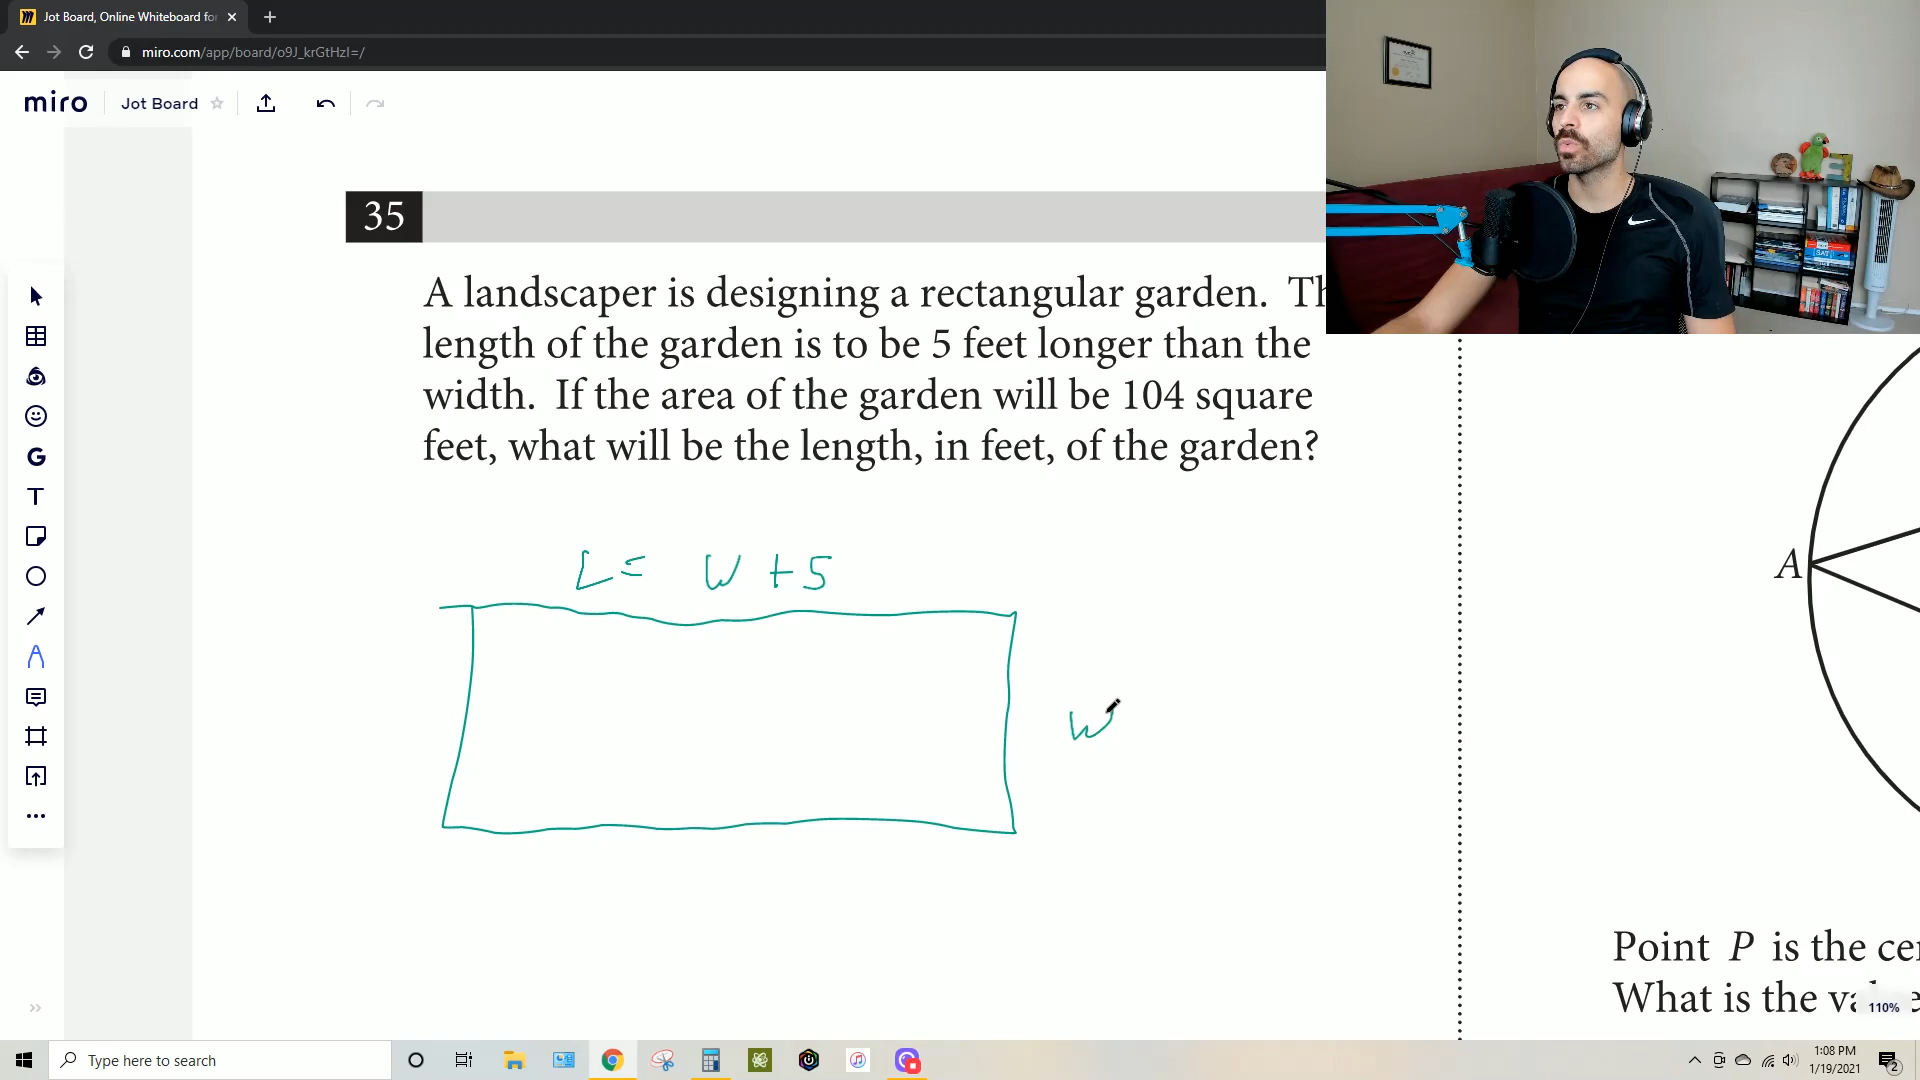 Jot Board, Online Whiteboard for
miro.com/app/board/o9J_krGtHzI=/
miro
Jot Board
35
A landscaper is designing a rectangular garden. Th
length of the garden is to be 5 feet longer than the
width. If the area of the garden will be 104 square
feet, what will be the length, in feet, of the garden?
L = W + 5
W
A
Point P is the cen
What is the value
110%
Type here to search
1:08 PM
1/19/2021
2